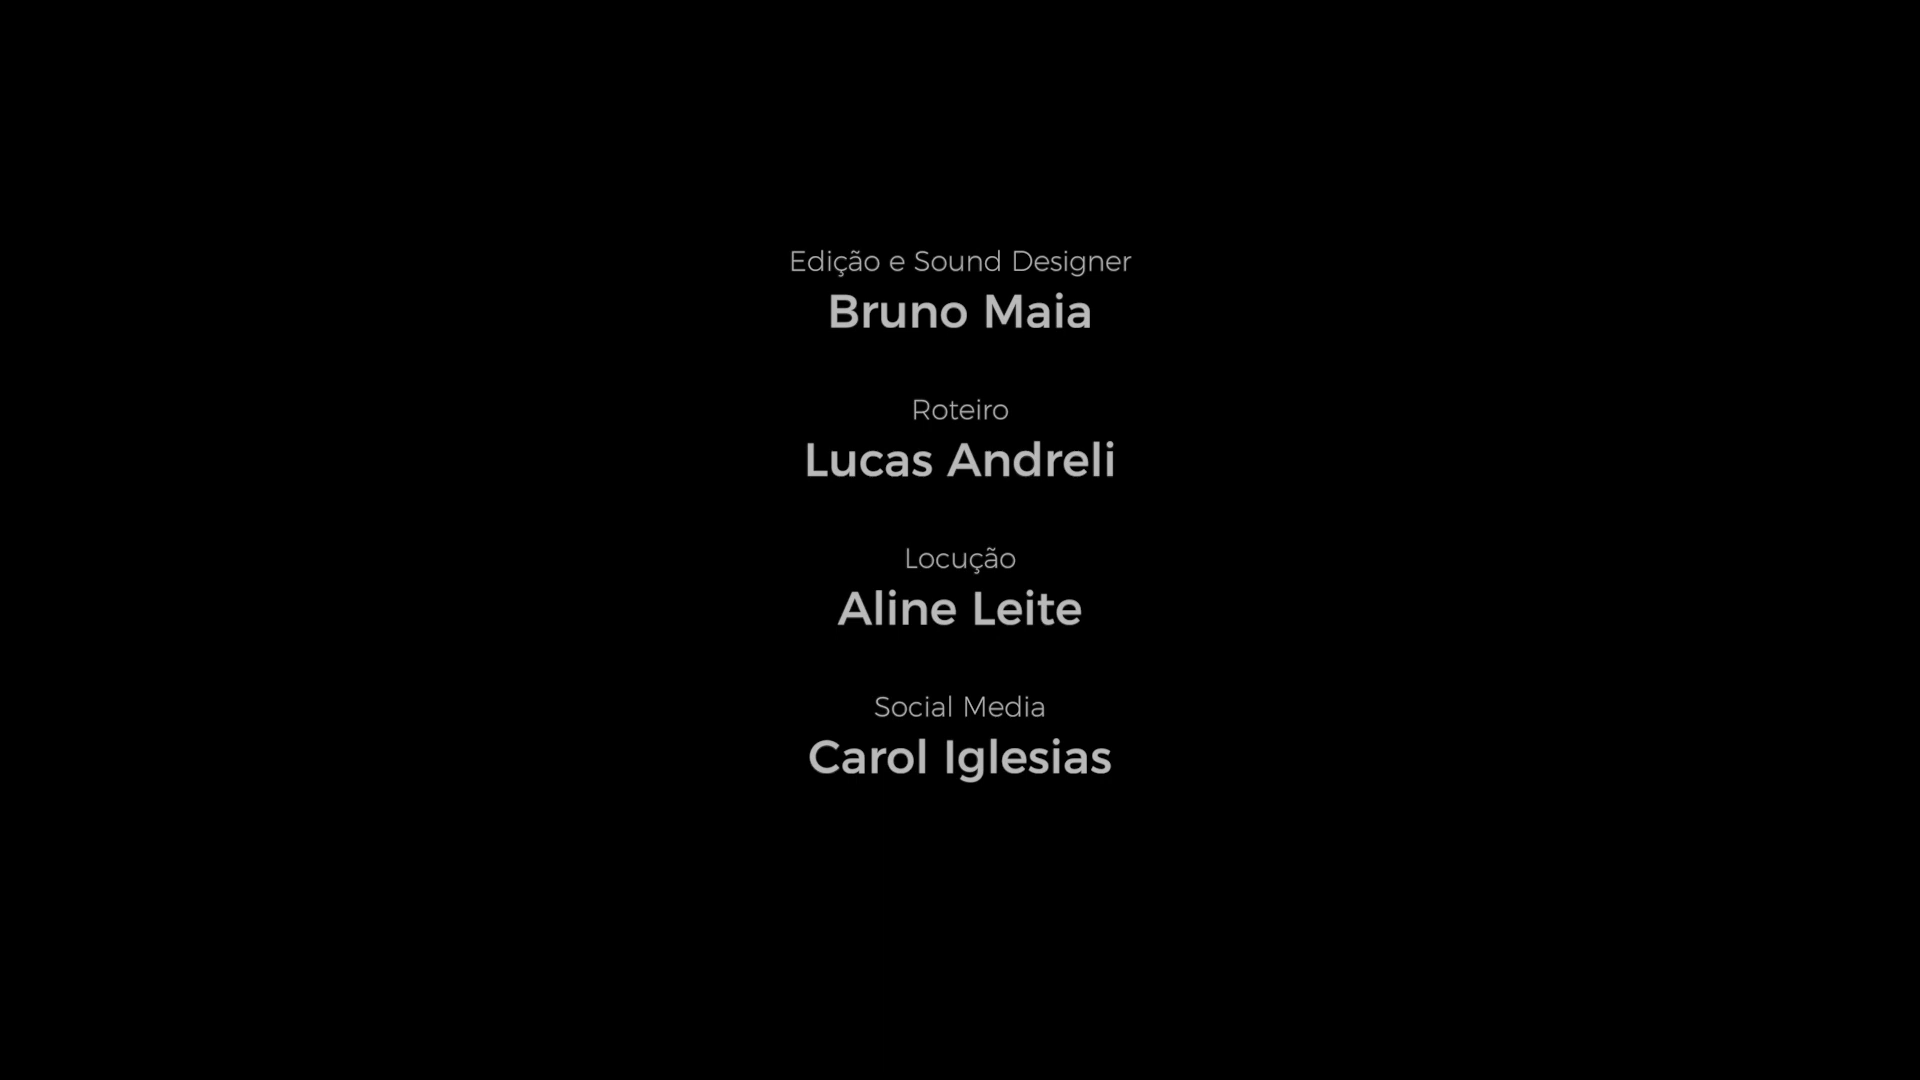 Edição e Sound Designer
Bruno Maia
Roteiro
Lucas Andreli
Locução
Aline Leite
Social Media
Carol Iglesias